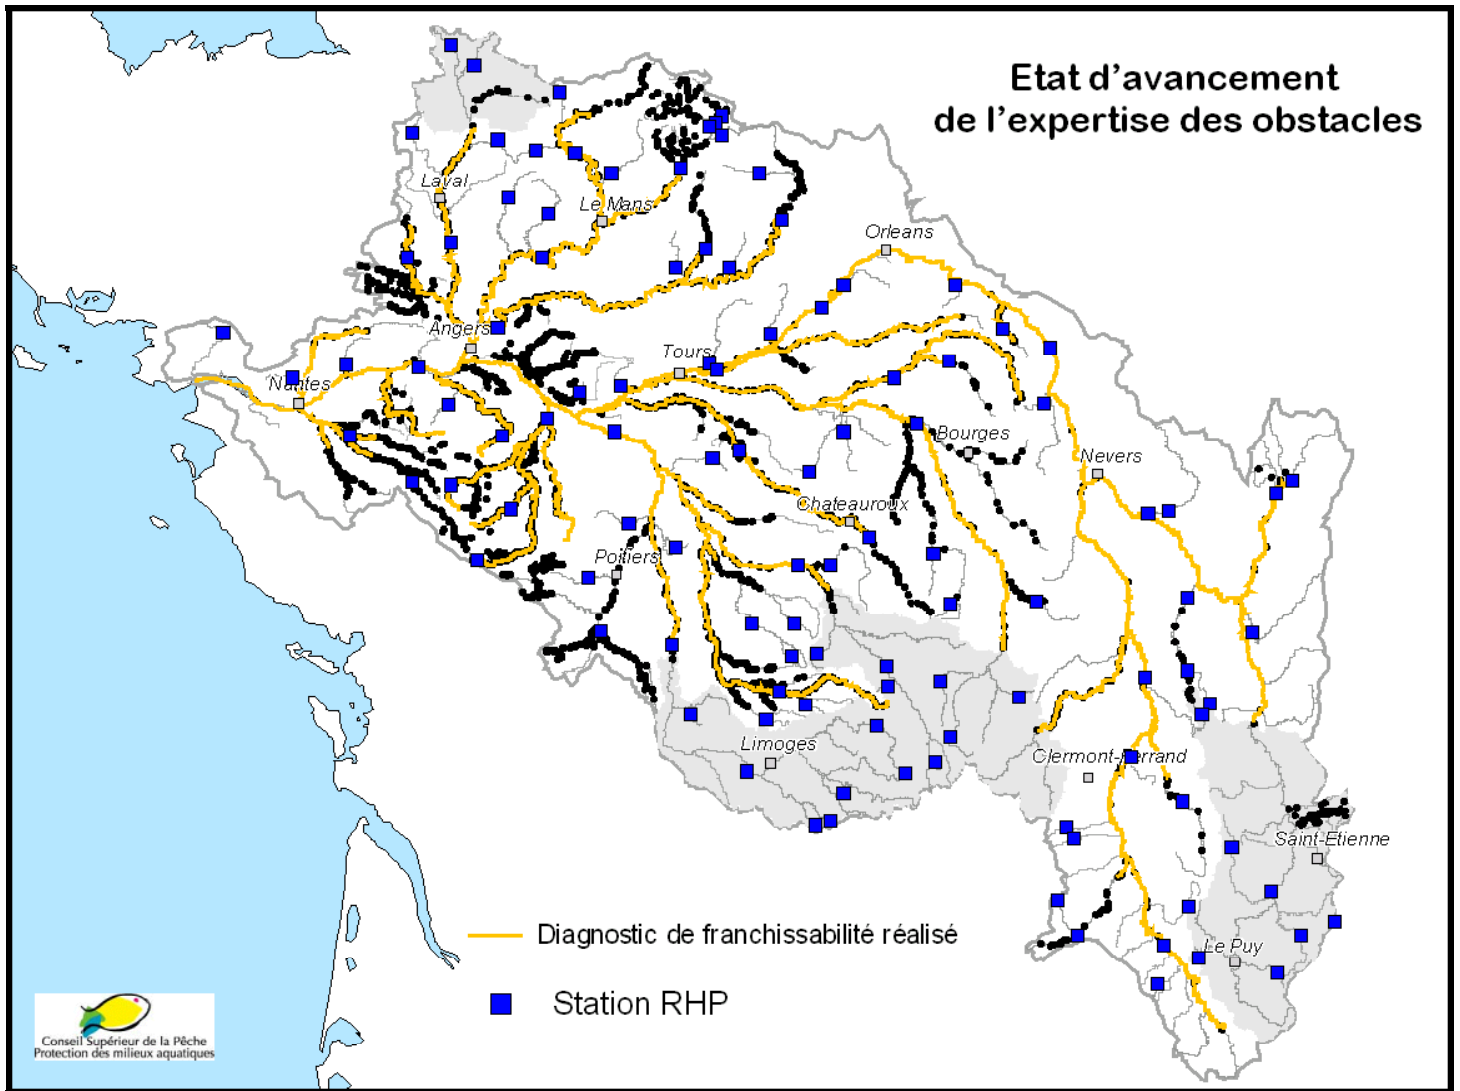 Etat d'avancement
de l'expertise des obstacles
Laval
Le Mans
Orleans
Angers
Tours
Nantes
Bourges
Nevers
Chateauroux
Poitiers
Limoges
Clermont-Ferrand
Saint-Etienne
Le Puy
Diagnostic de franchissabilité réalisé
Station RHP
Conseil Supérieur de la Pêche
Protection des milieux aquatiques